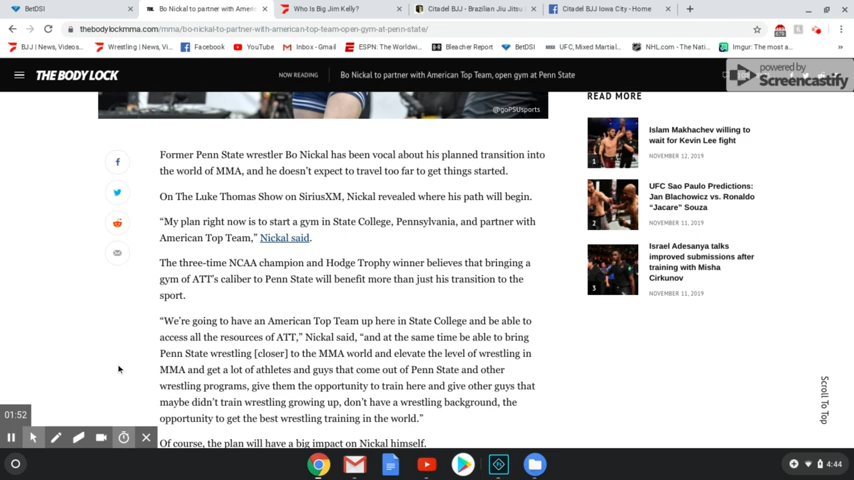 BetDSI
Bo Nickal to partner with Americ
Who Is Big Jim Kelly?
Citadel BJJ - Brazilian Jiu Jitsu
Citadel BJJ Iowa City - Home
thebodylockmma.com/mma/bo-nickal-to-partner-with-american-top-team-open-gym-at-penn-state/
BJJ | News, Videos...
Wrestling | News, Vi...
Facebook
YouTube
Inbox - Gmail
ESPN: The Worldwi...
Bleacher Report
BetDSI
UFC, Mixed Martial...
NHL.com - The Nati...
Imgur: The most a...
THE BODY LOCK
NOW READING
Bo Nickal to partner with American Top Team, open gym at Penn State
powered by
Screencastify
@goPSUsports
READ MORE
Former Penn State wrestler Bo Nickal has been vocal about his planned transition into
the world of MMA, and he doesn't expect to travel too far to get things started.
On The Luke Thomas Show on SiriusXM, Nickal revealed where his path will begin.
"My plan right now is to start a gym in State College, Pennsylvania, and partner with
American Top Team," Nickal said.
The three-time NCAA champion and Hodge Trophy winner believes that bringing a
gym of ATT's caliber to Penn State will benefit more than just his transition to the
sport.
"We're going to have an American Top Team up here in State College and be able to
access all the resources of ATT," Nickal said, "and at the same time be able to bring
Penn State wrestling [closer] to the MMA world and elevate the level of wrestling in
MMA and get a lot of athletes and guys that come out of Penn State and other
wrestling programs, give them the opportunity to train here and give other guys that
maybe didn't train wrestling growing up, don't have a wrestling background, the
opportunity to get the best wrestling training in the world."
Of course, the plan will have a big impact on Nickal himself.
1
Islam Makhachev willing to
wait for Kevin Lee fight
NOVEMBER 12, 2019
2
UFC Sao Paulo Predictions:
Jan Blachowicz vs. Ronaldo
"Jacare" Souza
NOVEMBER 11, 2019
3
Israel Adesanya talks
improved submissions after
training with Misha
Cirkunov
NOVEMBER 11, 2019
Scroll To Top
01:52
4:44